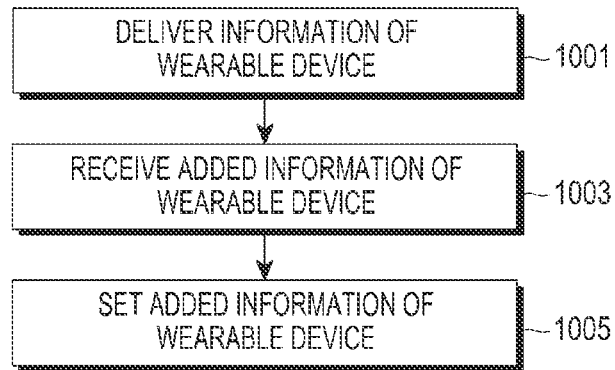 DELIVER INFORMATION OF
WEARABLE DEVICE
1001
RECEIVE ADDED INFORMATION OF
WEARABLE DEVICE
1003
SET ADDED INFORMATION OF
WEARABLE DEVICE
1005